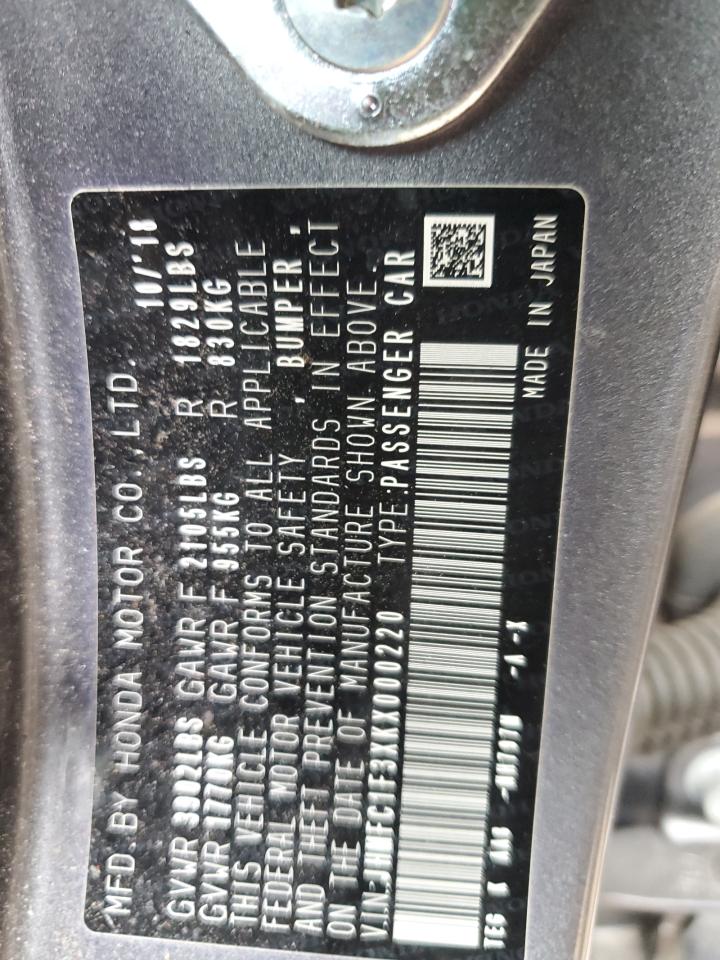 MFD. BY HONDA MOTOR CO., LTD. 10/'18
GVWR 3902LBS GAWR F 2105LBS R 1829LBS
GVWR 1770KG GAWR F 955KG R 830KG
THIS VEHICLE CONFORMS TO ALL APPLICABLE
FEDERAL MOTOR VEHICLE SAFETY , BUMPER ,
AND THEFT PREVENTION STANDARDS IN EFFECT
ON THE DATE OF MANUFACTURE SHOWN ABOVE.
VIN: TYPE:PASSENGER CAR
MADE IN JAPAN